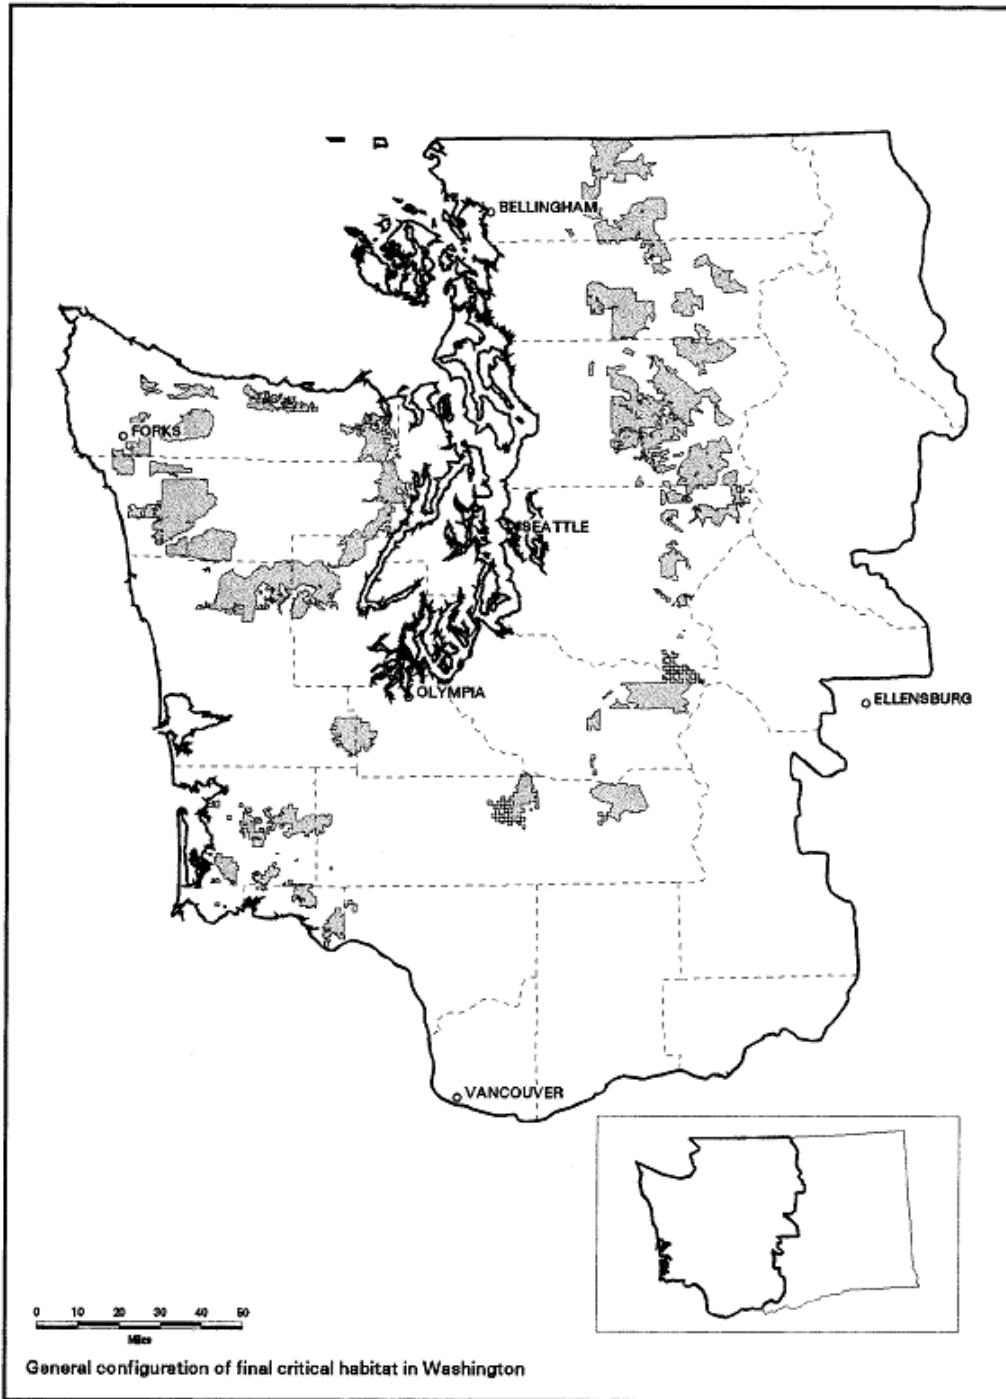 BELLINGHAM
FORKS
SEATTLE
OLYMPIA
ELLENSBURG
VANCOUVER
0 10 20 30 40 50
Miles
General configuration of final critical habitat in Washington